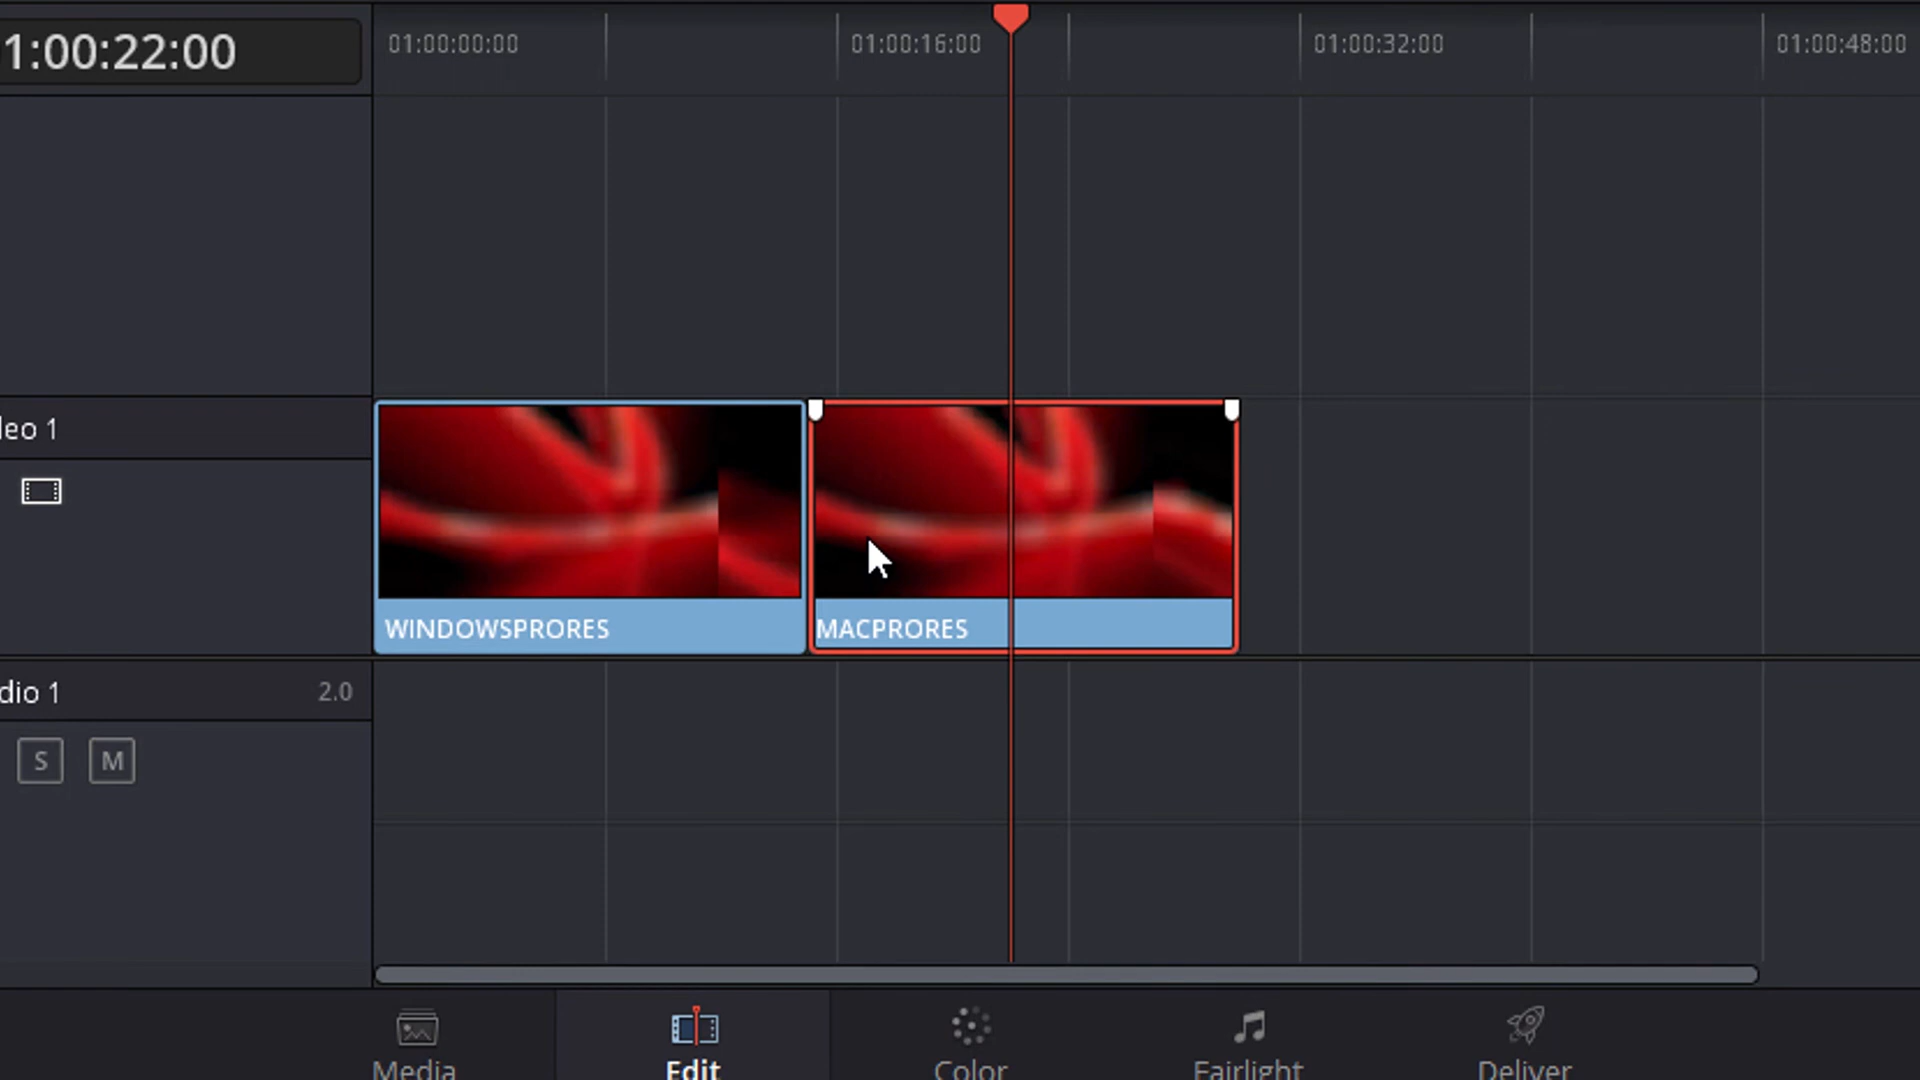 1:00:22:00
01:00:00:00
01:00:16:00
01:00:32:00
01:00:48:00
deo 1
WINDOWSPRORES
MACPRORES
dio 1
2.0
S
M
Media
Edit
Color
Fairlight
Deliver